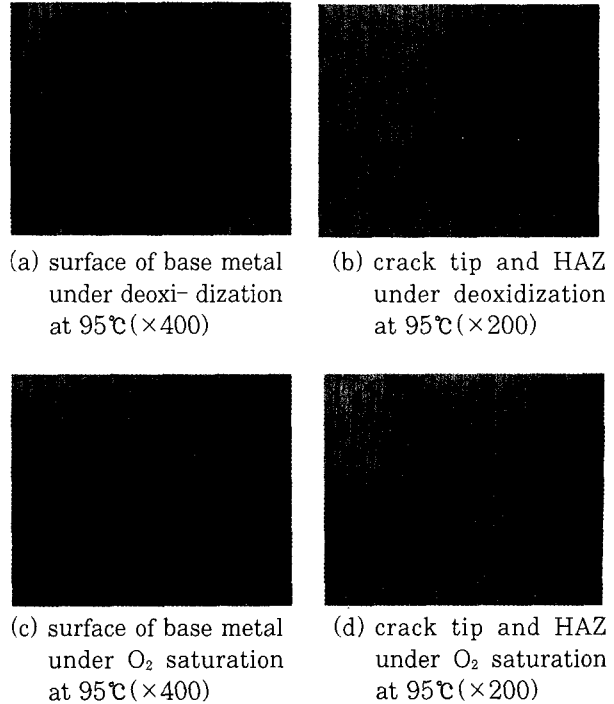 (a) surface of base metal
under deoxi- dization
at 95℃(×400)
(b) crack tip and HAZ
under deoxidization
at 95℃(×200)
(c) surface of base metal
under O₂ saturation
at 95℃(×400)
(d) crack tip and HAZ
under O₂ saturation
at 95℃(×200)